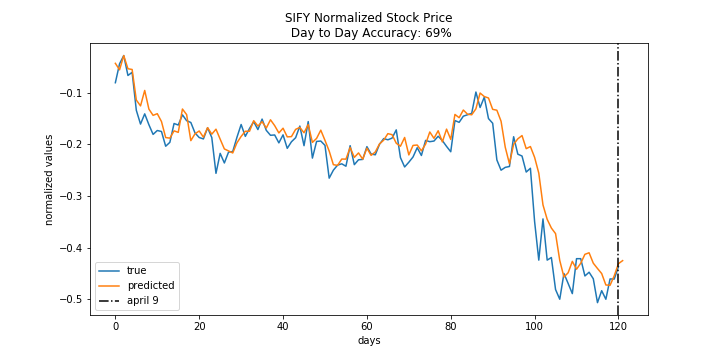 SIFY Normalized Stock Price
Day to Day Accuracy: 69%
normalized values
−0.1
−0.2
−0.3
−0.4
−0.5
true
predicted
april 9
0
20
40
60
80
100
120
days